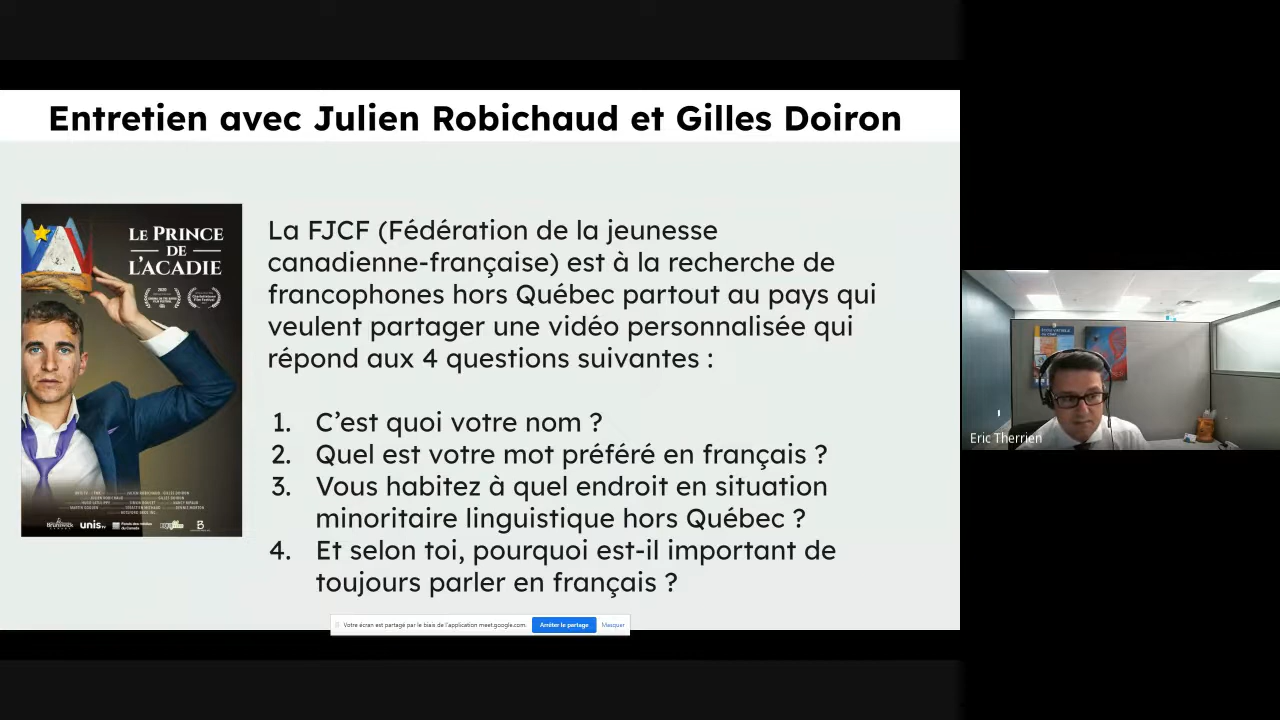 Entretien avec Julien Robichaud et Gilles Doiron
LE PRINCE
DE
L'ACADIE
unis.tv
La FJCF (Fédération de la jeunesse
canadienne-française) est à la recherche de
francophones hors Québec partout au pays qui
veulent partager une vidéo personnalisée qui
répond aux 4 questions suivantes :
1. C’est quoi votre nom ?
2. Quel est votre mot préféré en français ?
3. Vous habitez à quel endroit en situation
minoritaire linguistique hors Québec ?
4. Et selon toi, pourquoi est-il important de
toujours parler en français ?
Votre écran est partagé par le biais de l'application meet.google.com.
Arrêter le partage
Masquer
Eric Therrien